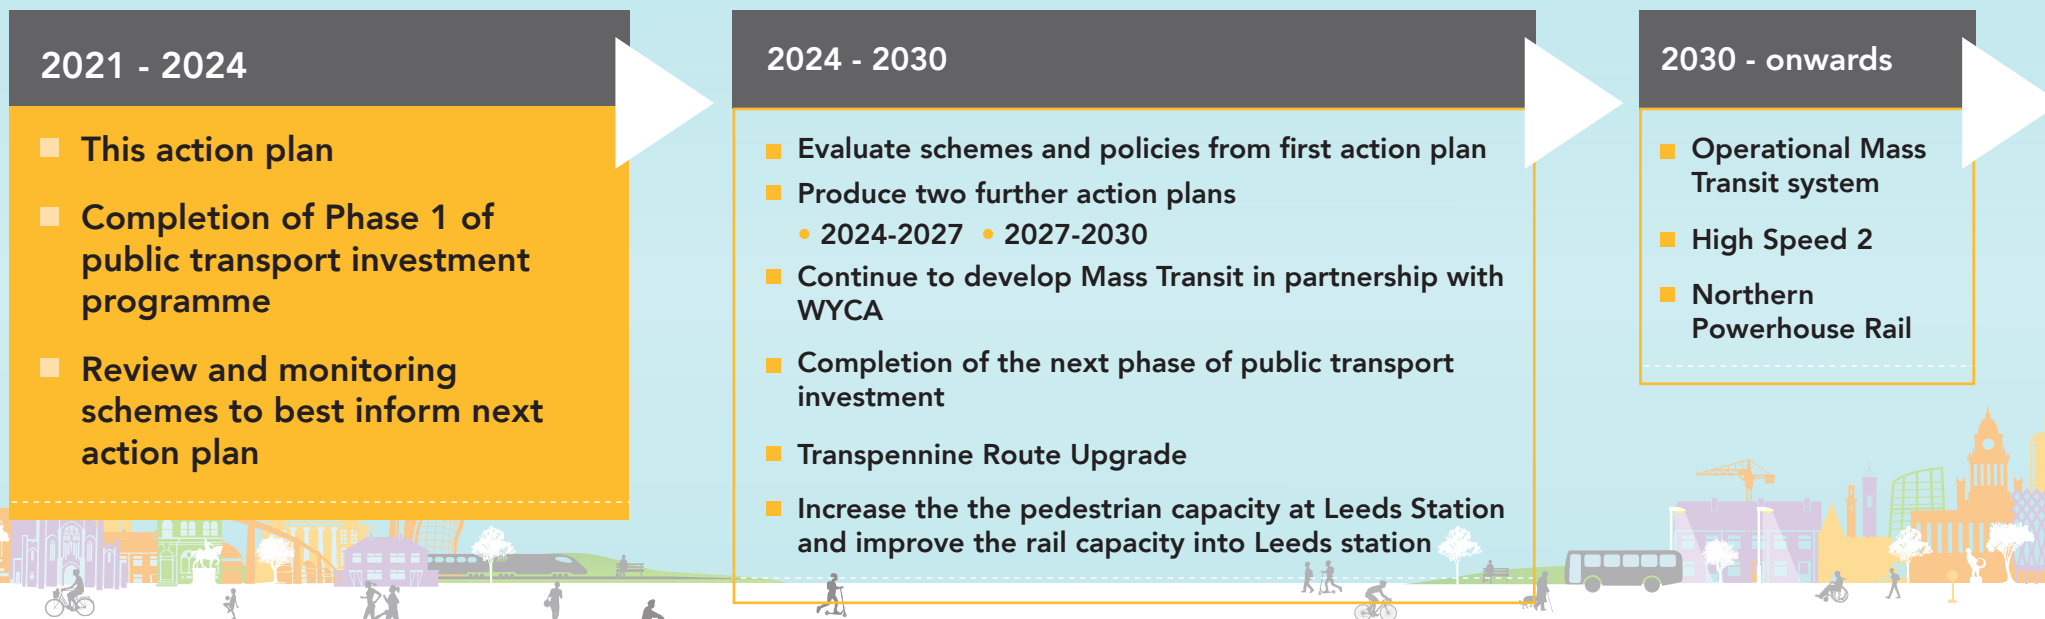 2021 - 2024
This action plan
Completion of Phase 1 of
public transport investment
programme
Review and monitoring
schemes to best inform next
action plan
2024 - 2030
Evaluate schemes and policies from first action plan
Produce two further action plans
• 2024-2027 • 2027-2030
Continue to develop Mass Transit in partnership with
WYCA
Completion of the next phase of public transport
investment
Transpennine Route Upgrade
Increase the the pedestrian capacity at Leeds Station
and improve the rail capacity into Leeds station
2030 - onwards
Operational Mass
Transit system
High Speed 2
Northern
Powerhouse Rail